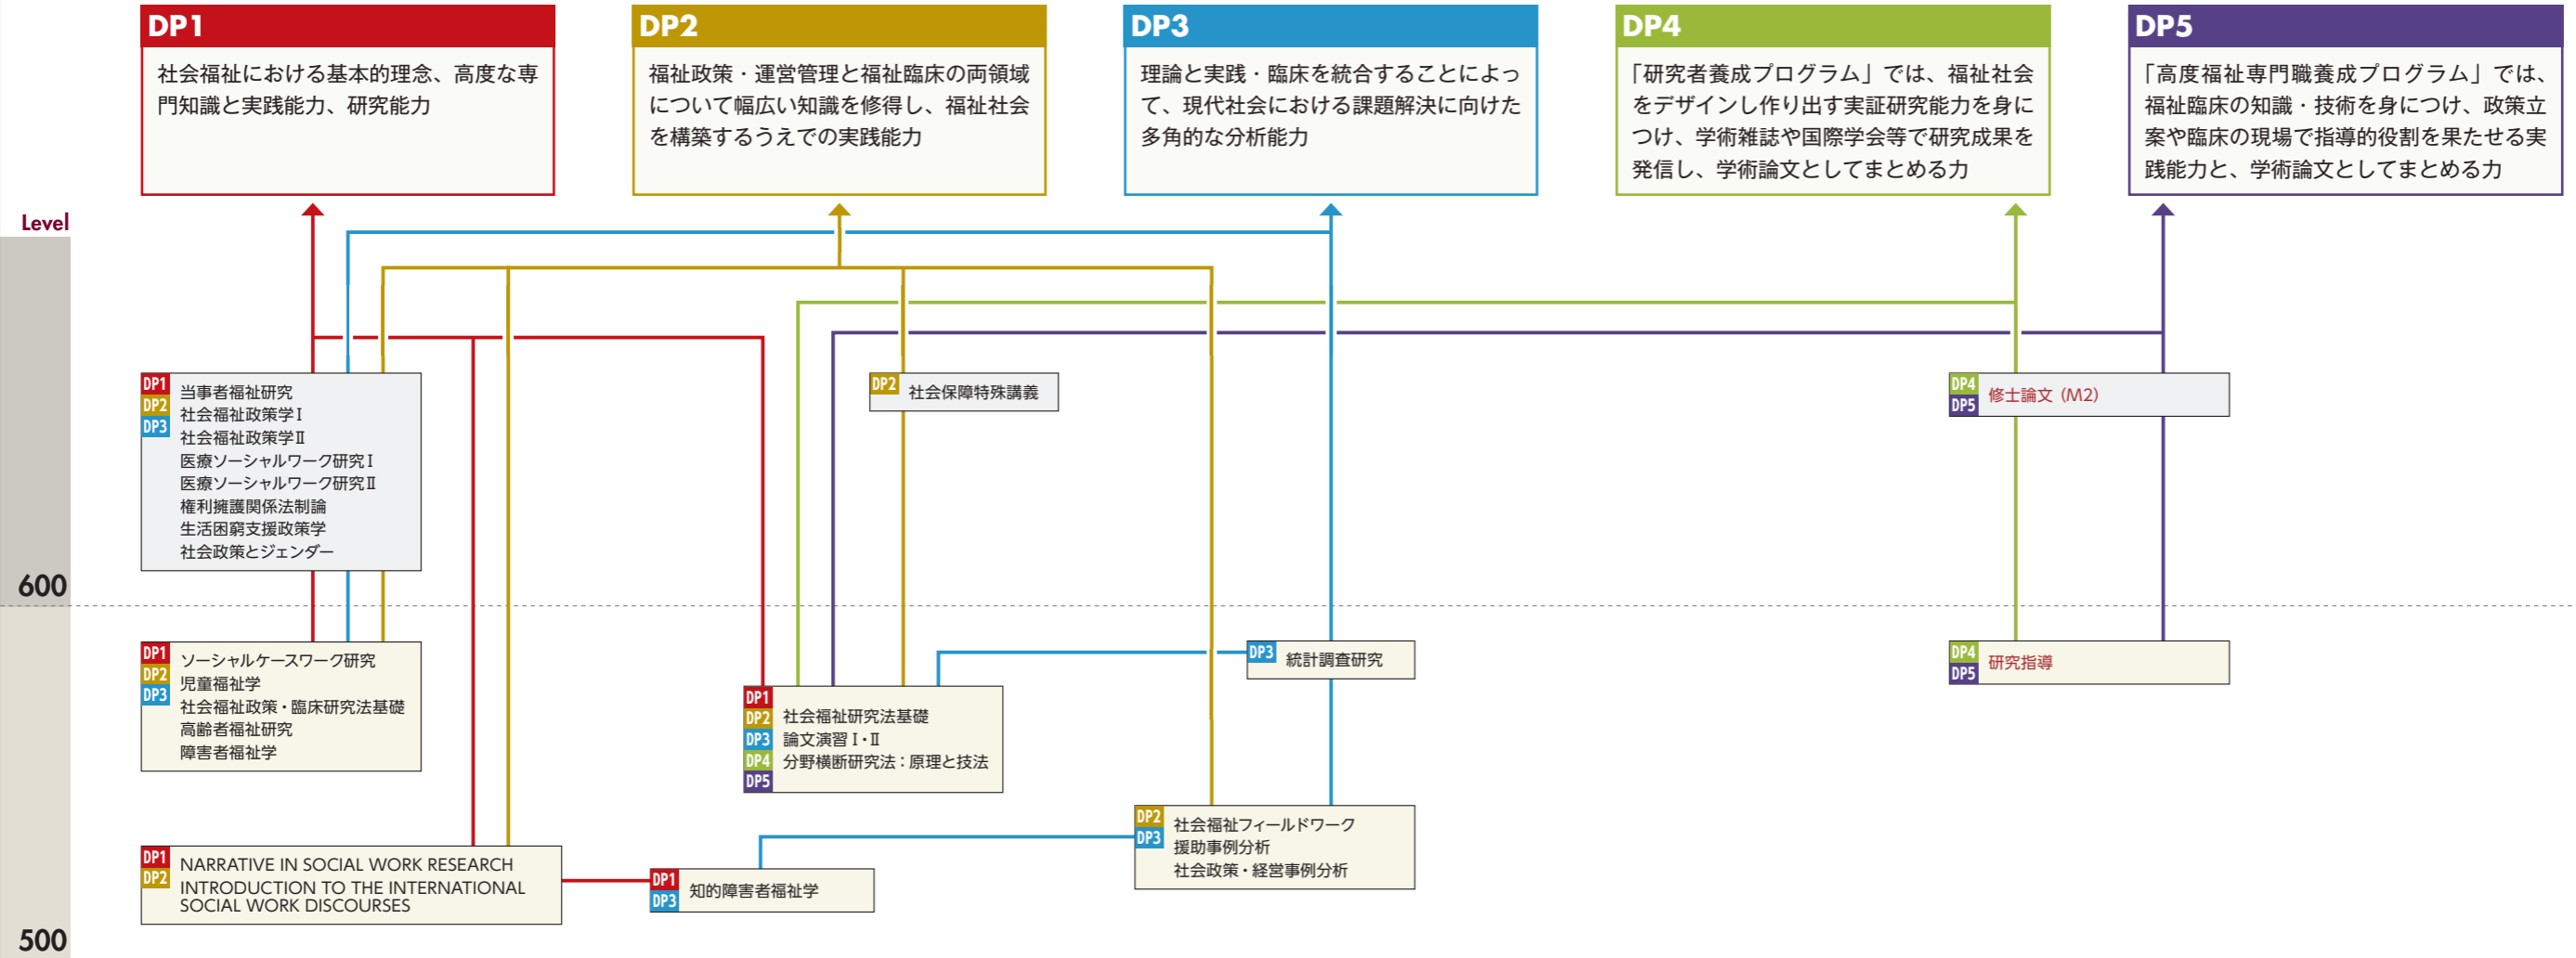 DP1
社会福祉における基本的理念、高度な専
門知識と実践能力、研究能力
DP2
福祉政策・運営管理と福祉臨床の両領域
について幅広い知識を修得し、福祉社会
を構築するうえでの実践能力
DP3
理論と実践・臨床を統合することによっ
て、現代社会における課題解決に向けた
多角的な分析能力
DP4
「研究者養成プログラム」では、福祉社会
をデザインし作り出す実証研究能力を身に
つけ、学術雑誌や国際学会等で研究成果を
発信し、学術論文としてまとめる力
DP5
「高度福祉専門職養成プログラム」では、
福祉臨床の知識・技術を身につけ、政策立
案や臨床の現場で指導的役割を果たせる実
践能力と、学術論文としてまとめる力
Level
600
500
DP1
DP2
DP3
当事者福祉研究
社会福祉政策学Ⅰ
社会福祉政策学Ⅱ
医療ソーシャルワーク研究Ⅰ
医療ソーシャルワーク研究Ⅱ
権利擁護関係法制論
生活困窮支援政策学
社会政策とジェンダー
DP2
社会保障特殊講義
DP4
DP5
修士論文（M2）
DP1
DP2
DP3
ソーシャルケースワーク研究
児童福祉学
社会福祉政策・臨床研究法基礎
高齢者福祉研究
障害者福祉学
DP1
DP2
DP3
DP4
DP5
社会福祉研究法基礎
論文演習Ⅰ・Ⅱ
分野横断研究法：原理と技法
DP3
統計調査研究
DP4
DP5
研究指導
DP2
DP3
社会福祉フィールドワーク
援助事例分析
社会政策・経営事例分析
DP1
DP2
NARRATIVE IN SOCIAL WORK RESEARCH
INTRODUCTION TO THE INTERNATIONAL
SOCIAL WORK DISCOURSES
DP1
DP3
知的障害者福祉学